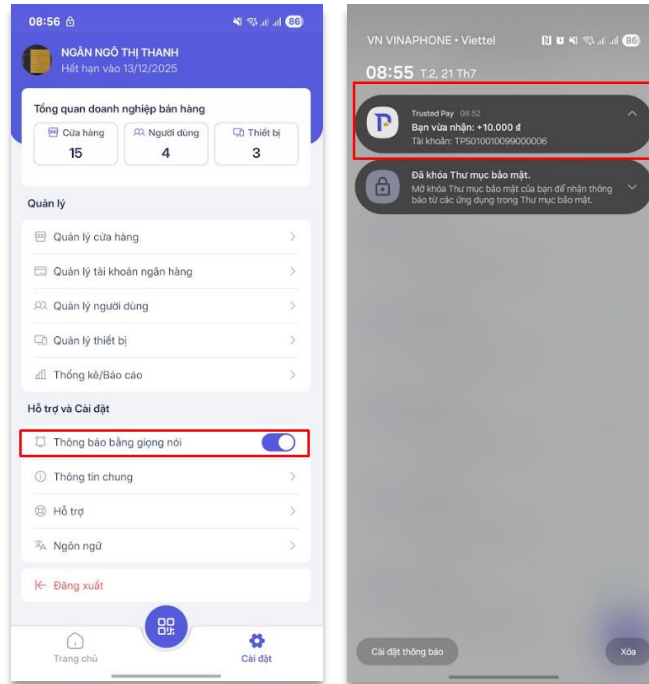 08:56
86
NGÂN NGÔ THỊ THANH
Hết hạn vào 13/12/2025
Tổng quan doanh nghiệp bán hàng
Cửa hàng
15
Người dùng
4
Thiết bị
3
Quản lý
Quản lý cửa hàng
Quản lý tài khoản ngân hàng
Quản lý người dùng
Quản lý thiết bị
Thống kê/Báo cáo
Hỗ trợ và Cài đặt
Thông báo bằng giọng nói
Thông tin chung
Hỗ trợ
Ngôn ngữ
Đăng xuất
Trang chủ
Cài đặt
VN VINAPHONE • Viettel
86
08:55 T.2, 21 Th7
Trusted Pay 08:52
Bạn vừa nhận: +10.000 đ
Tài khoản: TPS010010099000006
Đã khóa Thư mục bảo mật.
Mở khóa Thư mục bảo mật của bạn để nhận thông
báo từ các ứng dụng trong Thư mục bảo mật.
Cài đặt thông báo
Xóa